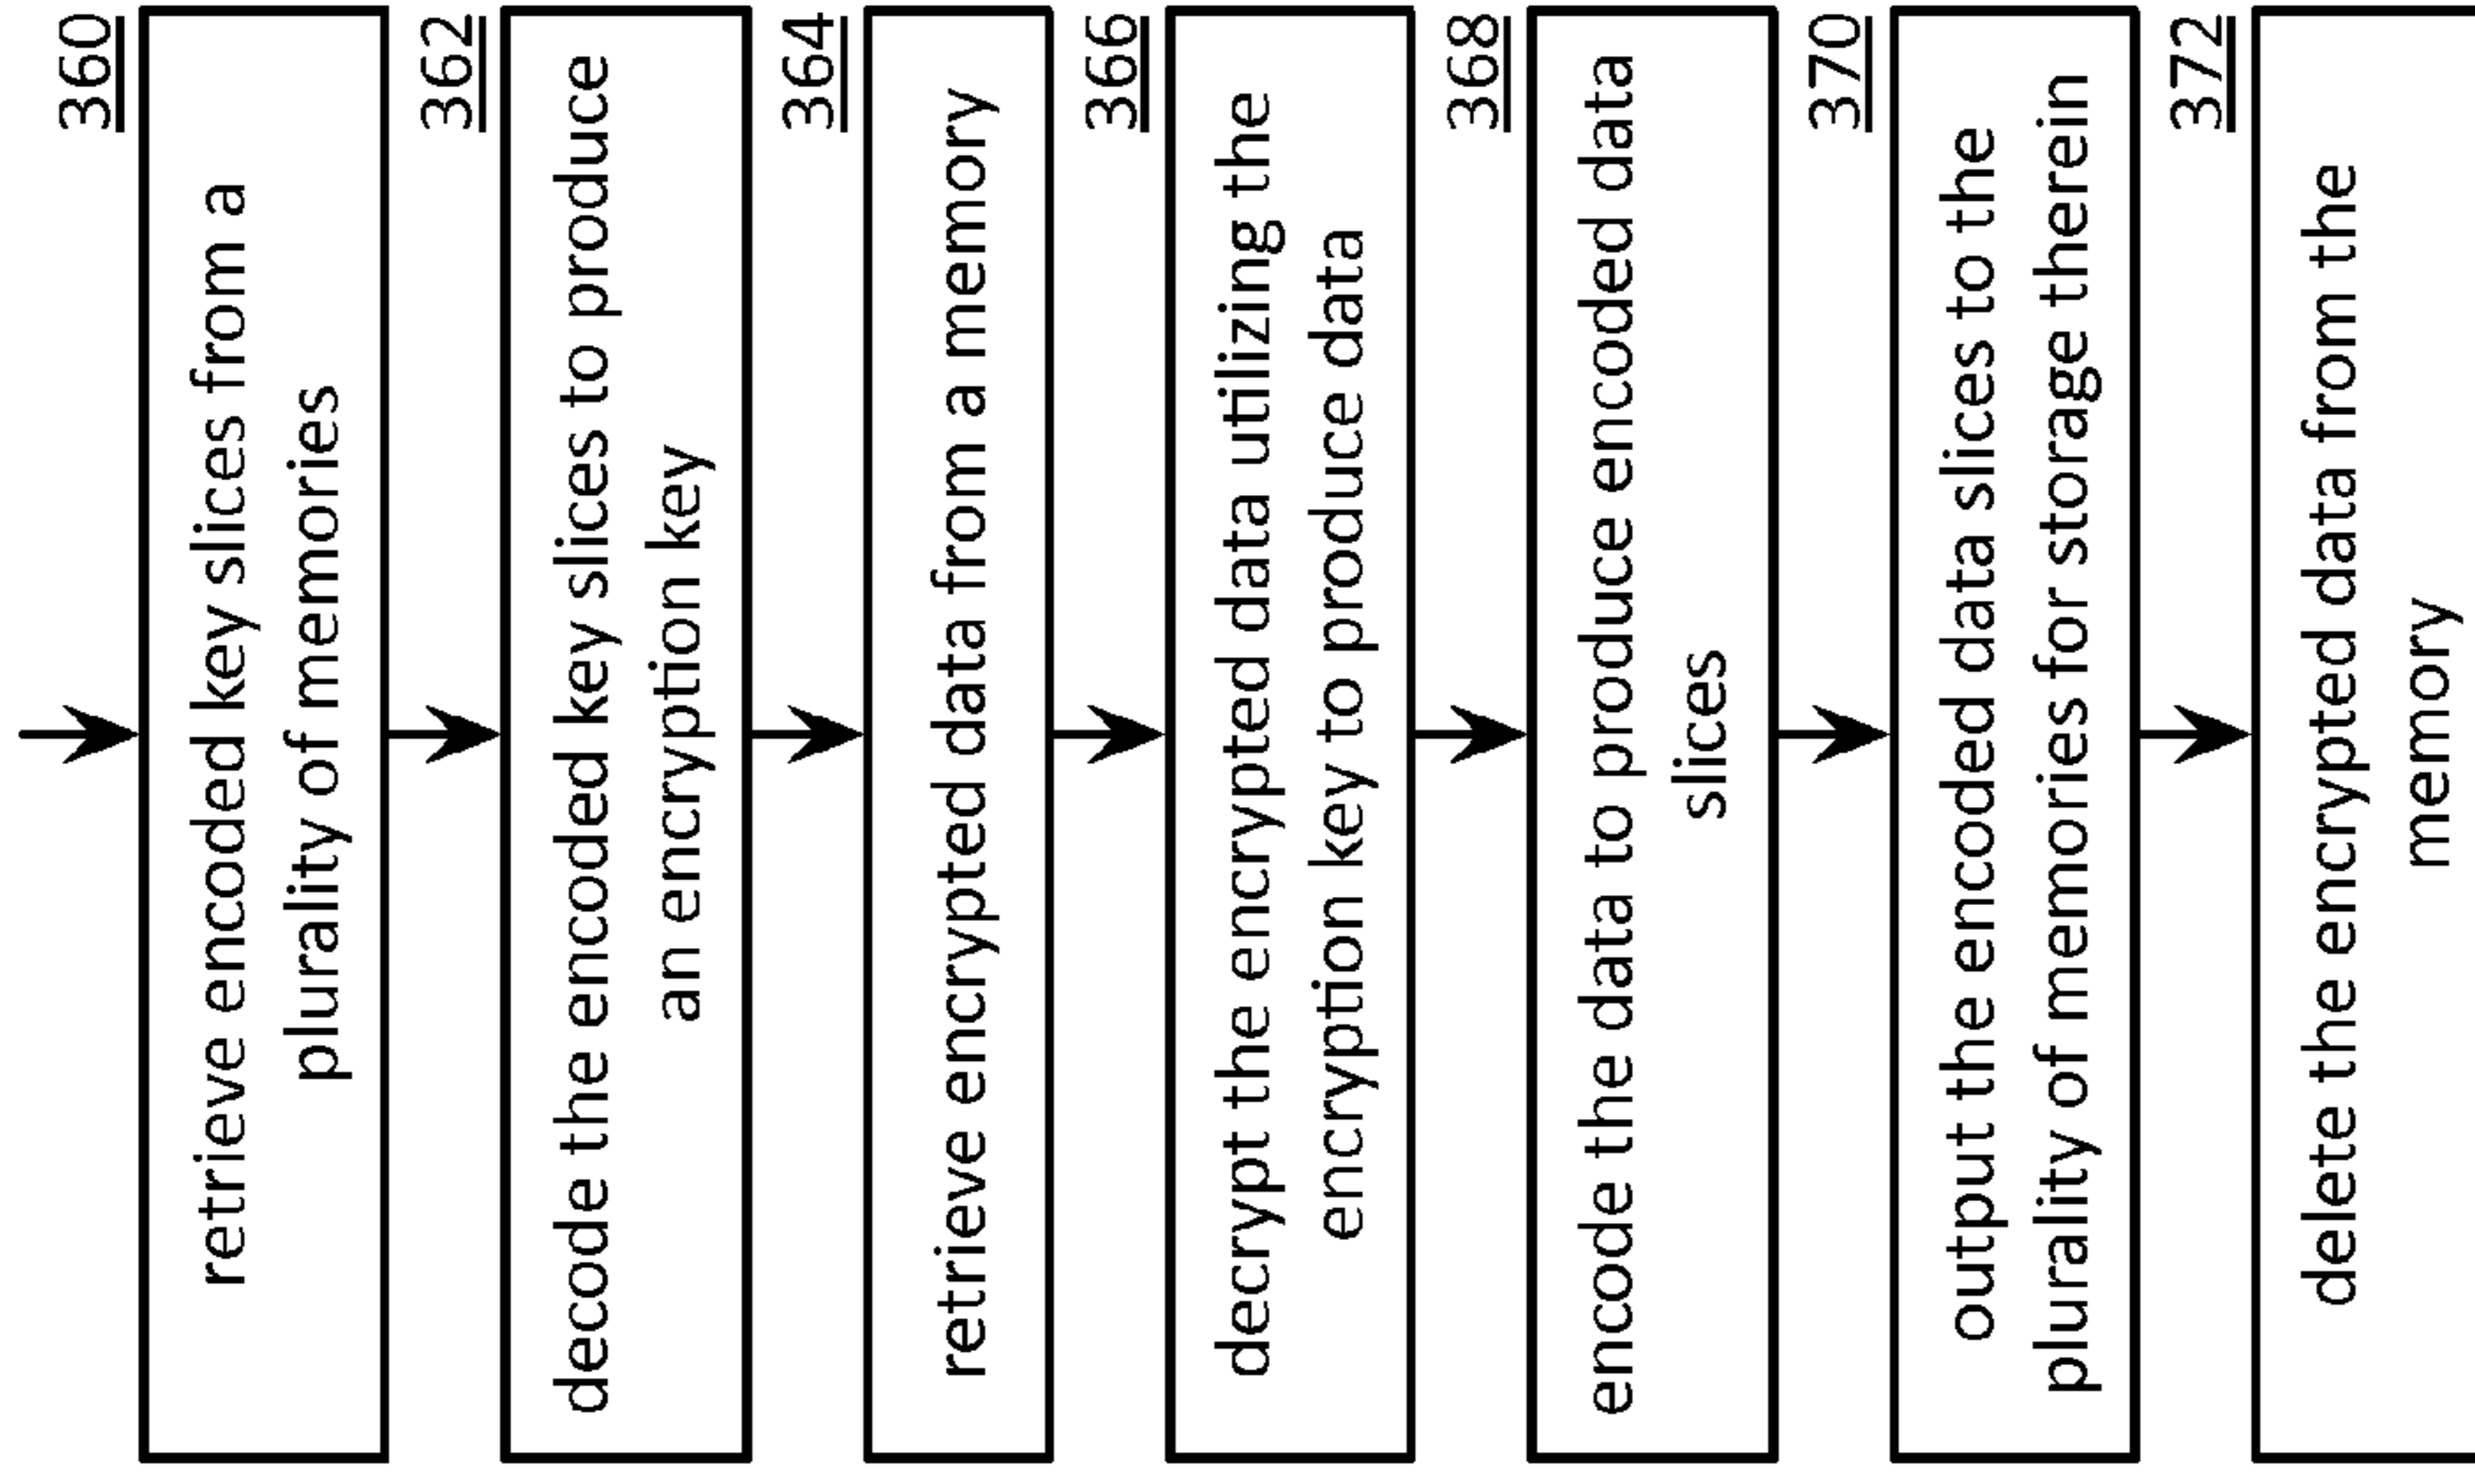 360
retrieve encoded key slices from a
plurality of memories
362
decode the encoded key slices to produce
an encryption key
364
retrieve encrypted data from a memory
366
decrypt the encrypted data utilizing the
encryption key to produce data
368
encode the data to produce encoded data
slices
370
output the encoded data slices to the
plurality of memories for storage therein
372
delete the encrypted data from the
memory